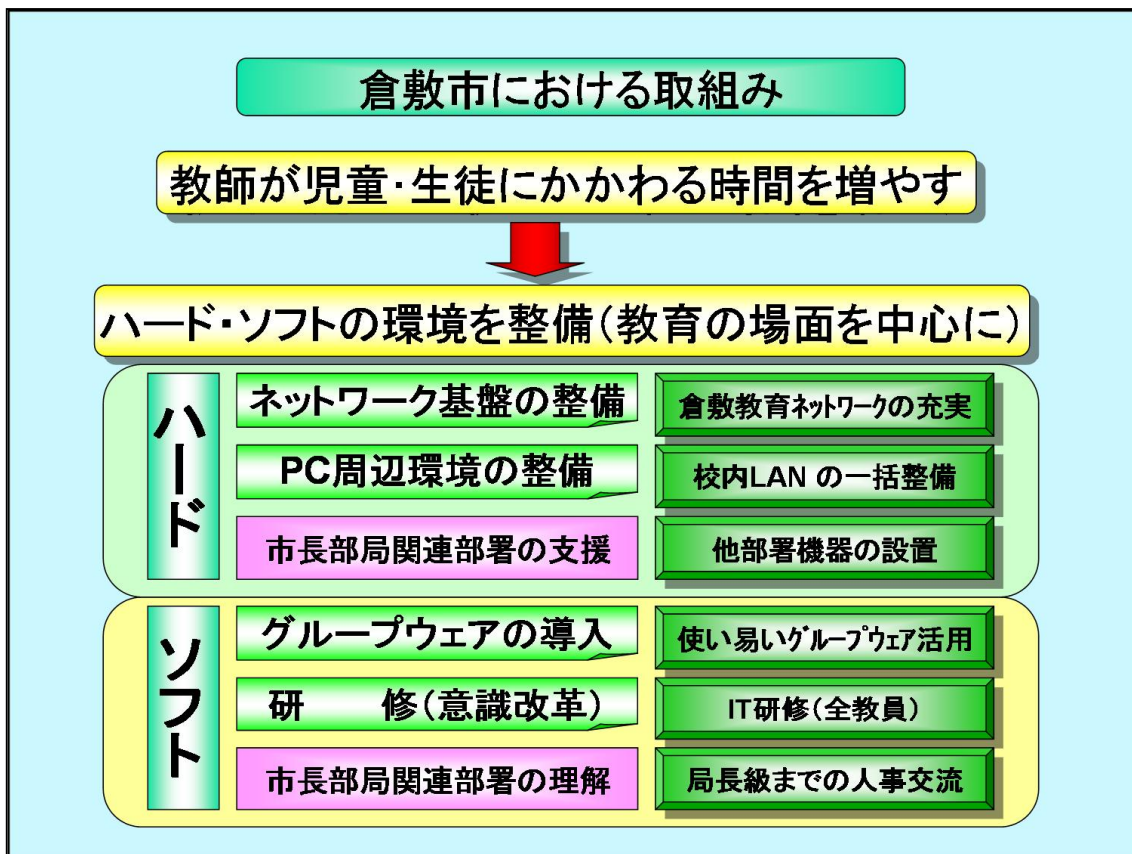 倉敷市における取組み
教師が児童・生徒にかかわる時間を増やす
ハード・ソフトの環境を整備(教育の場面を中心に)
ハード
ネットワーク基盤の整備
倉敷教育ネットワークの充実
PC周辺環境の整備
校内LAN の一括整備
市長部局関連部署の支援
他部署機器の設置
ソフト
グループウェアの導入
使い易いグループウェア活用
研　　修(意識改革)
IT研修(全教員)
市長部局関連部署の理解
局長級までの人事交流